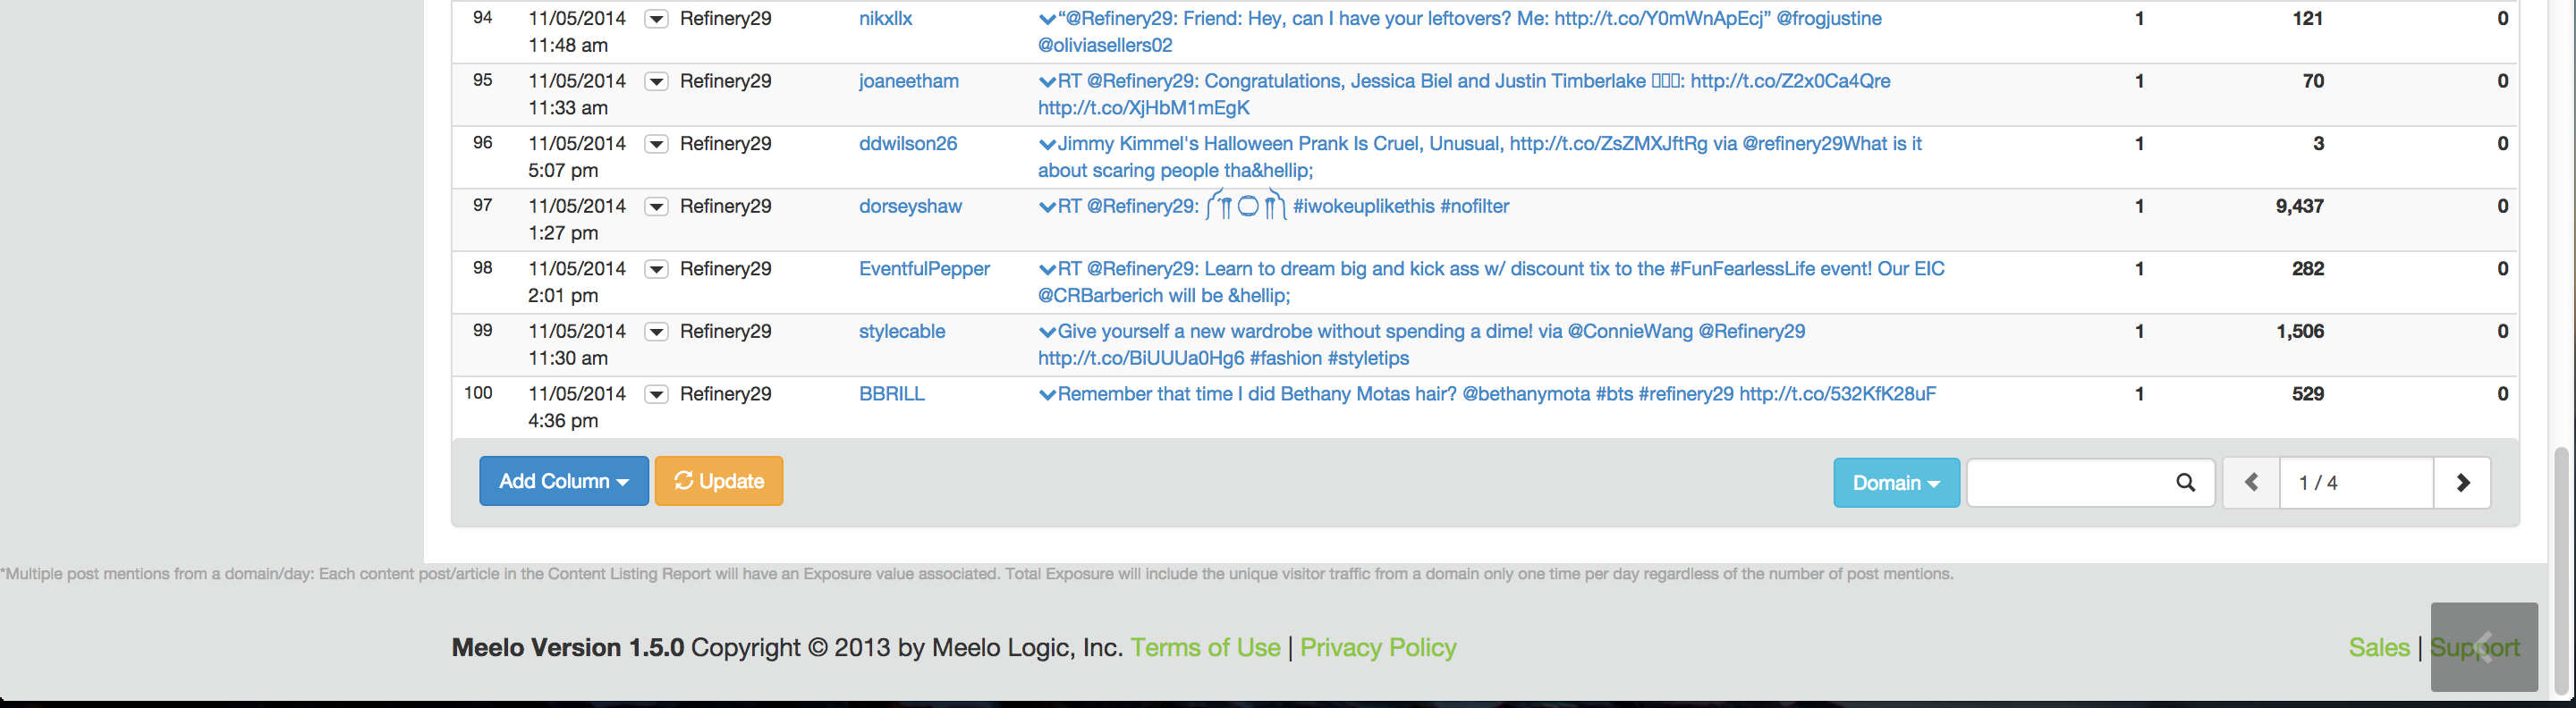 94 11/05/2014 Refinery29 nikxllx “@Refinery29: Friend: Hey, can I have your leftovers? Me: http://t.co/Y0mWnApEcj” @frogjustine 1 121 0
11:48 am @oliviasellers02
95 11/05/2014 Refinery29 joaneetham RT @Refinery29: Congratulations, Jessica Biel and Justin Timberlake : http://t.co/Z2x0Ca4Qre 1 70 0
11:33 am http://t.co/XjHbM1mEgK
96 11/05/2014 Refinery29 ddwilson26 Jimmy Kimmel's Halloween Prank Is Cruel, Unusual, http://t.co/ZsZMXJftRg via @refinery29What is it 1 3 0
5:07 pm about scaring people tha&hellip;
97 11/05/2014 Refinery29 dorseyshaw RT @Refinery29: #iwokeuplikethis #nofilter 1 9,437 0
1:27 pm
98 11/05/2014 Refinery29 EventfulPepper RT @Refinery29: Learn to dream big and kick ass w/ discount tix to the #FunFearlessLife event! Our EIC 1 282 0
2:01 pm @CRBarberich will be &hellip;
99 11/05/2014 Refinery29 stylecable Give yourself a new wardrobe without spending a dime! via @ConnieWang @Refinery29 1 1,506 0
11:30 am http://t.co/BiUUUa0Hg6 #fashion #styletips
100 11/05/2014 Refinery29 BBRILL Remember that time I did Bethany Motas hair? @bethanymota #bts #refinery29 http://t.co/532KfK28uF 1 529 0
4:36 pm
Add Column Update Domain 1 / 4
*Multiple post mentions from a domain/day: Each content post/article in the Content Listing Report will have an Exposure value associated. Total Exposure will include the unique visitor traffic from a domain only one time per day regardless of the number of post mentions.
Meelo Version 1.5.0 Copyright © 2013 by Meelo Logic, Inc. Terms of Use | Privacy Policy Sales | Support